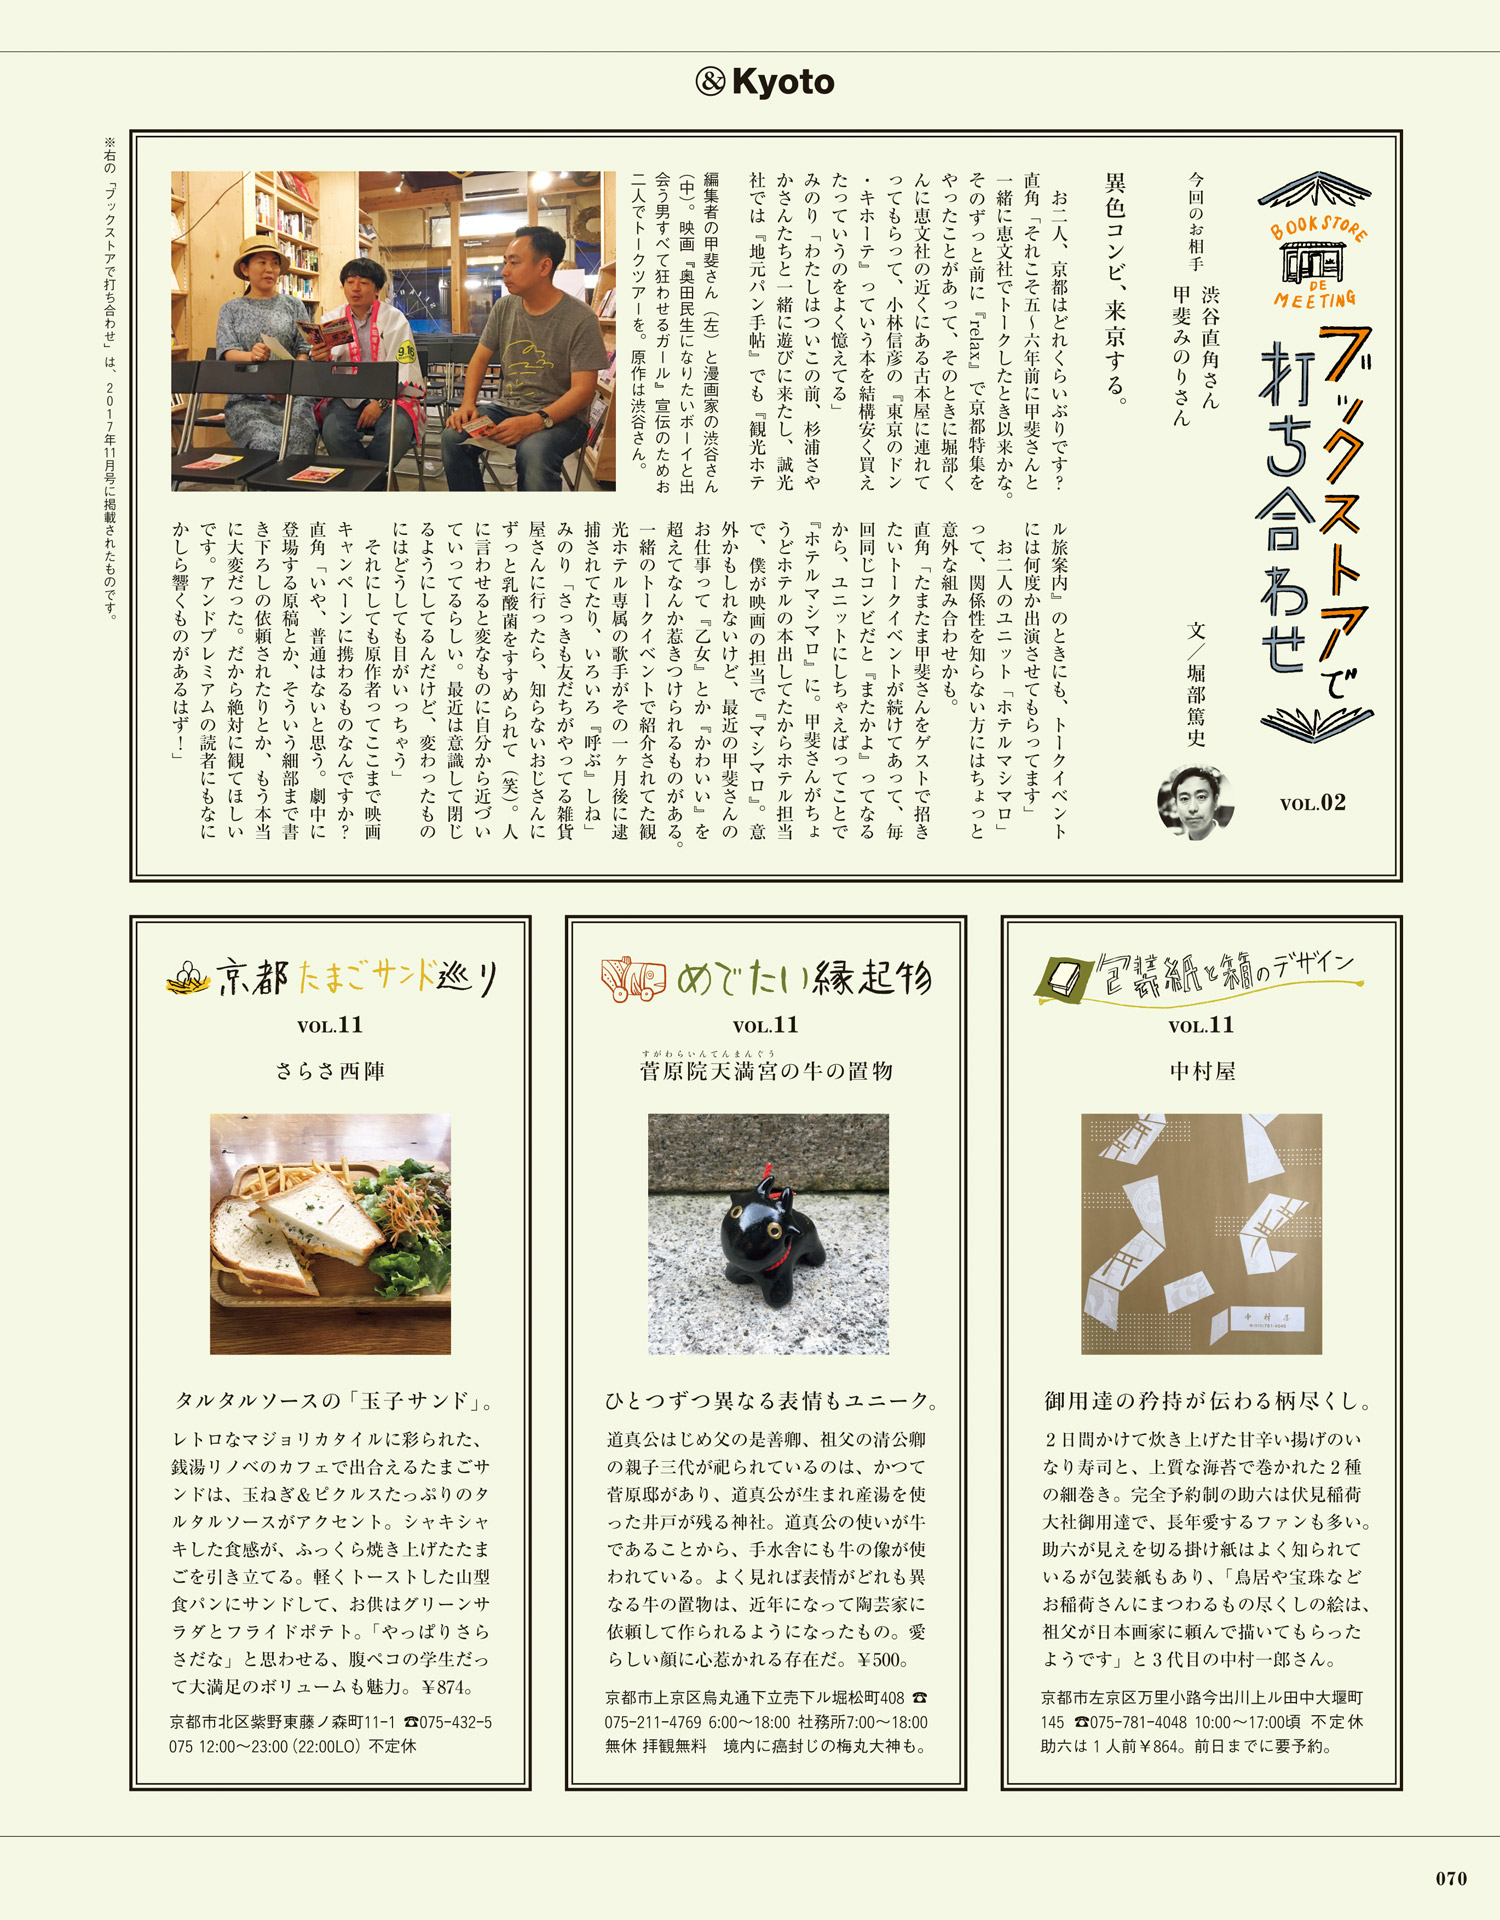 &Kyoto
BOOK STORE
DE
MEETING
ブックストアで
打ち合わせ
VOL.02
今回のお相手
渋谷直角さん
甲斐みのりさん
文/堀部篤史
異色コンビ、来京する。
お二人、京都はどれくらいぶりです?
直角「それこそ五〜六年前に甲斐さんと
一緒に恵文社でトークしたとき以来かな。
そのずっと前に『relax』で京都特集を
やったことがあって、そのときに堀部く
んに恵文社の近くにある古本屋に連れて
ってもらって、小林信彦の『東京のドン
・キホーテ』っていう本を結構安く買え
たっていうのをよく憶えてる」
みのり「わたしはついこの前、杉浦さや
かさんたちと一緒に遊びに来たし、誠光
社では『地元パン手帖』でも『観光ホテ
ル旅案内』のときにも、トークイベント
には何度か出演させてもらってます」
お二人のユニット「ホテルマシマロ」
って、関係性を知らない方にはちょっと
意外な組み合わせかも。
直角「たまたま甲斐さんをゲストで招き
たいトークイベントが続けてあって、毎
回同じコンビだと『またかよ』ってなる
から、ユニットにしちゃえばってことで
『ホテルマシマロ』に。甲斐さんがちょ
うどホテルの本出してたからホテル担当
で、僕が映画の担当で『マシマロ』。意
外かもしれないけど、最近の甲斐さんの
お仕事って『乙女』とか『かわいい』を
超えてなんか惹きつけられるものがある。
一緒のトークイベントで紹介されてた観
光ホテル専属の歌手がその一ヶ月後に逮
捕されてたり、いろいろ『呼ぶ』しね」
みのり「さっきも友だちがやってる雑貨
屋さんに行ったら、知らないおじさんに
ずっと乳酸菌をすすめられて(笑)。人
に言わせると変なものに自分から近づい
ていってるらしい。最近は意識して閉じ
るようにしてるんだけど、変わったもの
にはどうしても目がいっちゃう」
それにしても原作者ってここまで映画
キャンペーンに携わるものなんですか?
直角「いや、普通はないと思う。劇中に
登場する原稿とか、そういう細部まで書
き下ろしの依頼されたりとか、もう本当
に大変だった。だから絶対に観てほしい
です。アンドプレミアムの読者にもなに
かしら響くものがあるはず!」
編集者の甲斐さん(左)と漫画家の渋谷さん
(中)。映画『奥田民生になりたいボーイと出
会う男すべて狂わせるガール』宣伝のためお
二人でトークツアーを。原作は渋谷さん。
※右の「ブックストアで打ち合わせ」は、2017年11月号に掲載されたものです。
包装紙と箱のデザイン
VOL.11
中村屋
中村屋
☎(075)781-4048
御用達の矜持が伝わる柄尽くし。
2日間かけて炊き上げた甘辛い揚げのい
なり寿司と、上質な海苔で巻かれた2種
の細巻き。完全予約制の助六は伏見稲荷
大社御用達で、長年愛するファンも多い。
助六が見えを切る掛け紙はよく知られて
いるが包装紙もあり、「鳥居や宝珠など
お稲荷さんにまつわるもの尽くしの絵は、
祖父が日本画家に頼んで描いてもらった
ようです」と3代目の中村一郎さん。
京都市左京区万里小路今出川上ル田中大堰町
145 ☎075-781-4048 10:00〜17:00頃 不定休
助六は1人前¥864。前日までに要予約。
めでたい縁起物
VOL.11
すがわらいんてんまんぐう
菅原院天満宮の牛の置物
ひとつずつ異なる表情もユニーク。
道真公はじめ父の是善卿、祖父の清公卿
の親子三代が祀られているのは、かつて
菅原邸があり、道真公が生まれ産湯を使
った井戸が残る神社。道真公の使いが牛
であることから、手水舎にも牛の像が使
われている。よく見れば表情がどれも異
なる牛の置物は、近年になって陶芸家に
依頼して作られるようになったもの。愛
らしい顔に心惹かれる存在だ。¥500。
京都市上京区烏丸通下立売下ル堀松町408 ☎
075-211-4769 6:00〜18:00 社務所7:00〜18:00
無休 拝観無料 境内に癌封じの梅丸大神も。
京都たまごサンド巡り
VOL.11
さらさ西陣
タルタルソースの「玉子サンド」。
レトロなマジョリカタイルに彩られた、
銭湯リノベのカフェで出合えるたまごサ
ンドは、玉ねぎ&ピクルスたっぷりのタ
ルタルソースがアクセント。シャキシャ
キした食感が、ふっくら焼き上げたたま
ごを引き立てる。軽くトーストした山型
食パンにサンドして、お供はグリーンサ
ラダとフライドポテト。「やっぱりさら
さだな」と思わせる、腹ペコの学生だっ
て大満足のボリュームも魅力。¥874。
京都市北区紫野東藤ノ森町11-1 ☎075-432-5
075 12:00〜23:00(22:00LO) 不定休
070